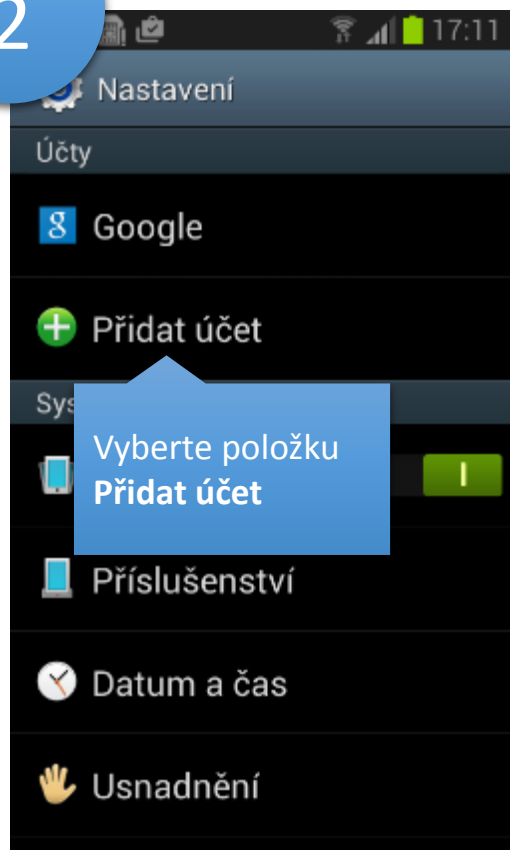 2
17:11
Nastavení
Účty
Google
Přidat účet
Sys
Vyberte položku
Přidat účet
Příslušenství
Datum a čas
Usnadnění